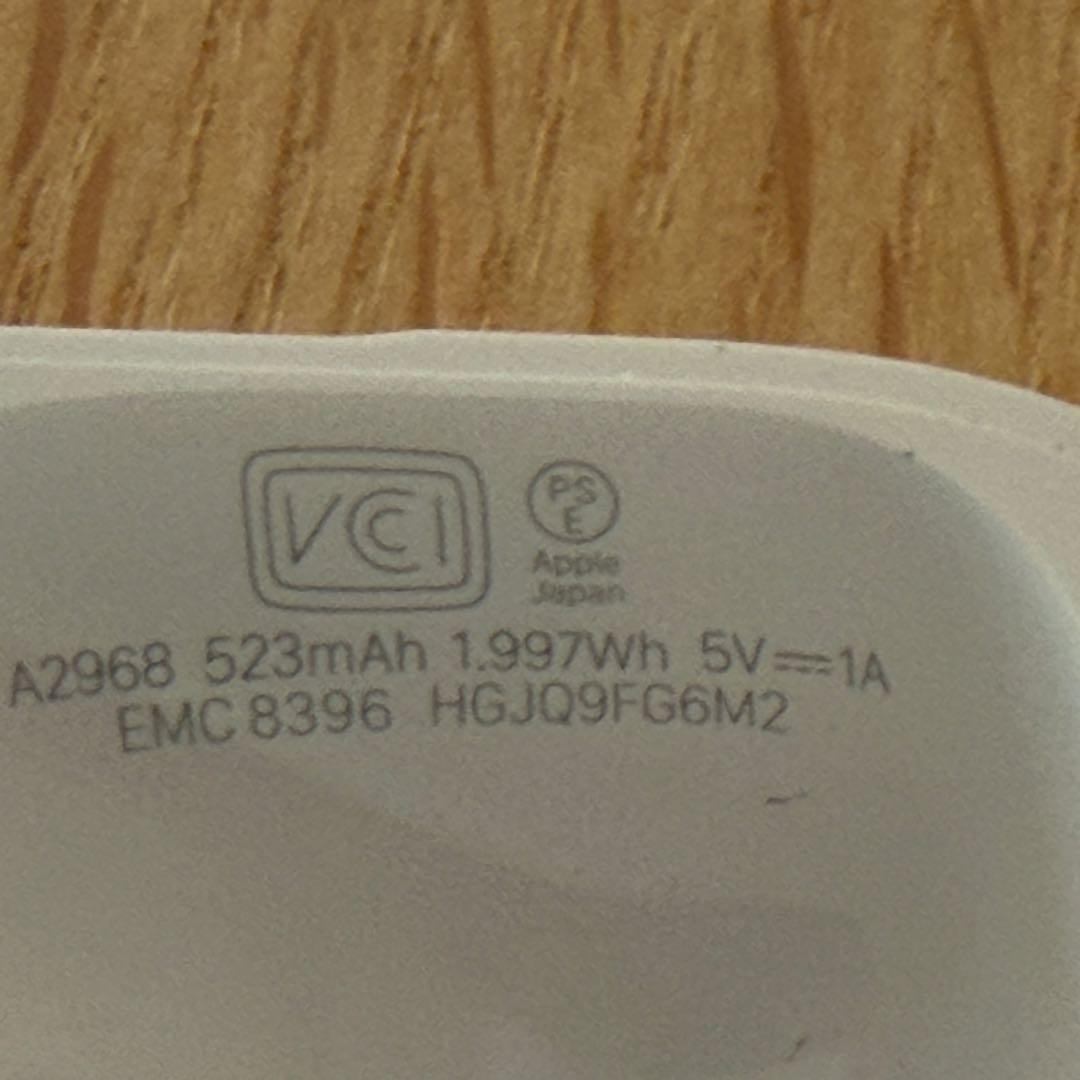 VCI
PS
E
Apple
Japan
A2968 523mAh 1.997Wh 5V⎓1A
EMC 8396 HGJQ9FG6M2